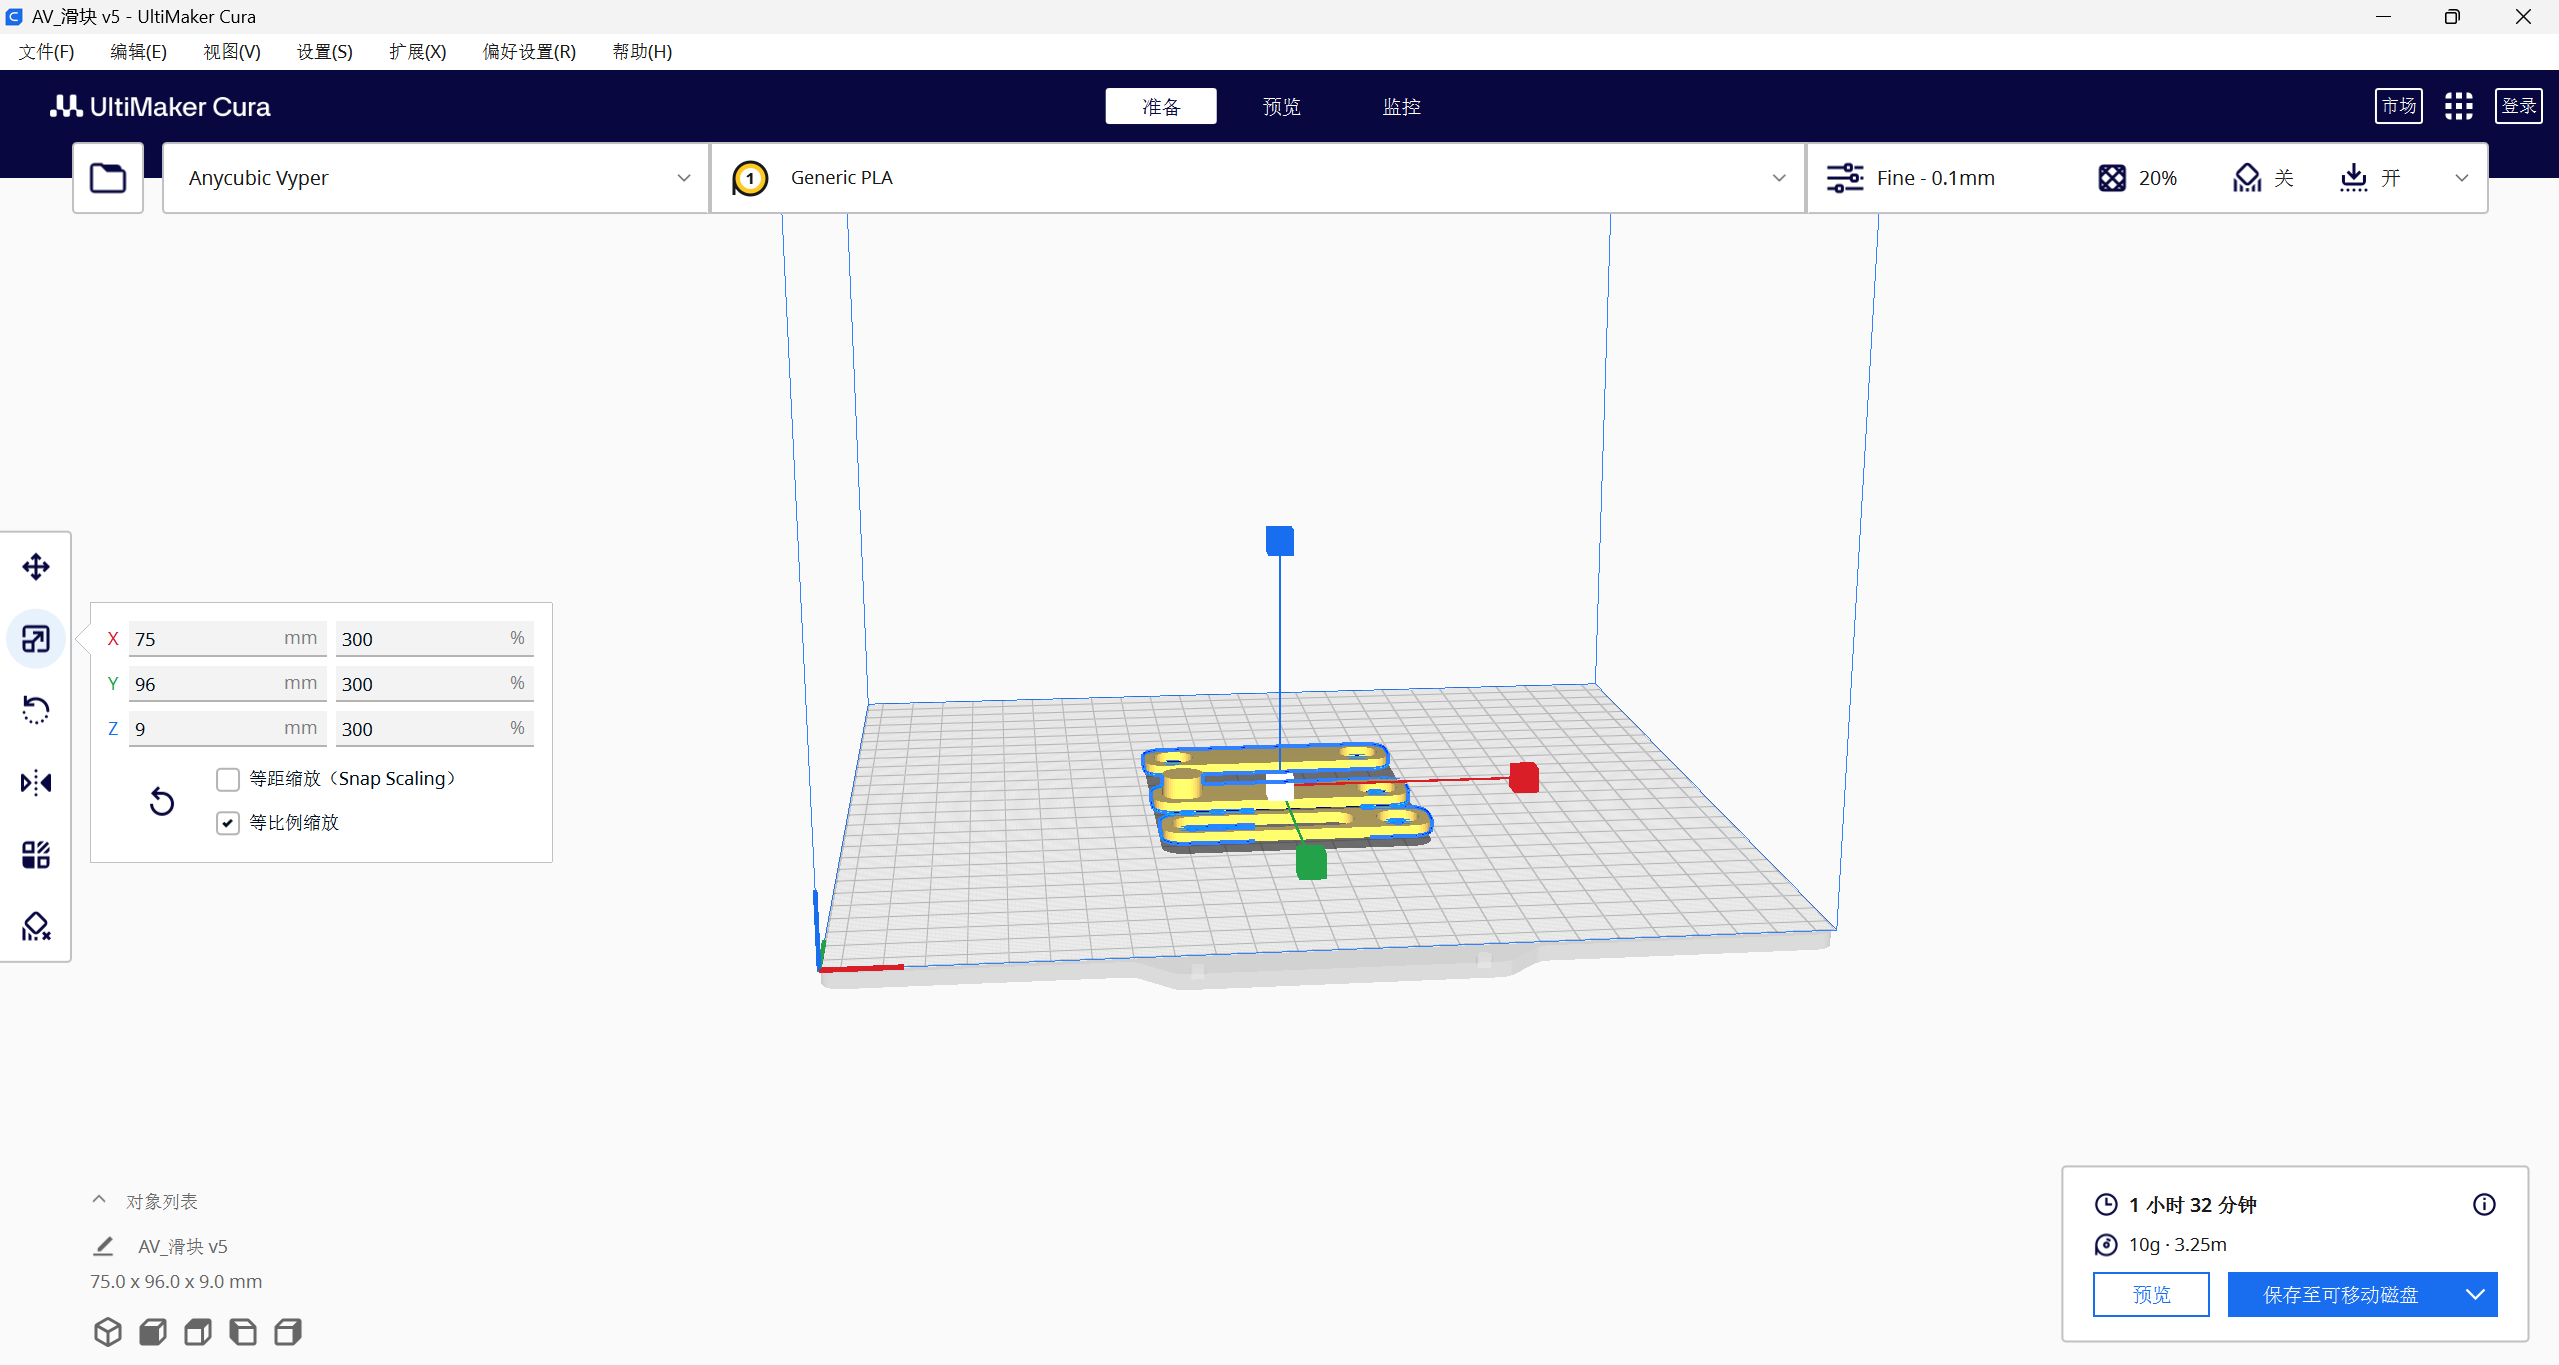 AV_滑块 v5 - UltiMaker Cura
文件(F) 编辑(E) 视图(V) 设置(S) 扩展(X) 偏好设置(R) 帮助(H)
UltiMaker Cura 准备 预览 监控 市场 登录
Anycubic Vyper 1 Generic PLA Fine - 0.1mm 20% 关 开
X 75 mm 300 %
Y 96 mm 300 %
Z 9 mm 300 %
等距缩放（Snap Scaling）
等比例缩放
对象列表
AV_滑块 v5
75.0 x 96.0 x 9.0 mm
1 小时 32 分钟
10g · 3.25m
预览 保存至可移动磁盘